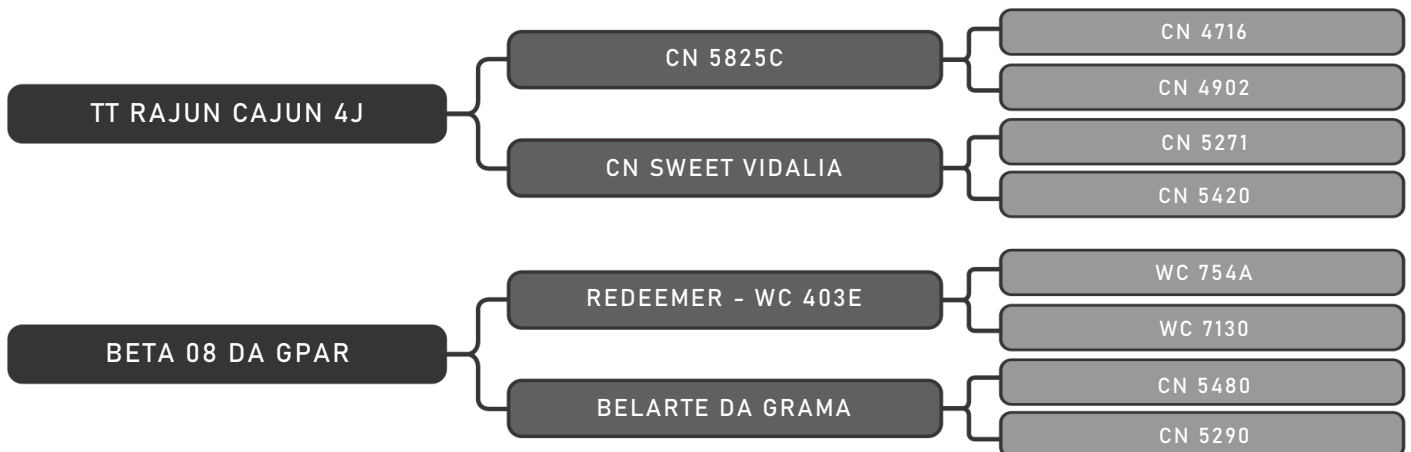 TT RAJUN CAJUN 4J
CN 5825C
CN SWEET VIDALIA
CN 4716
CN 4902
CN 5271
CN 5420
BETA 08 DA GPAR
REDEEMER - WC 403E
BELARTE DA GRAMA
WC 754A
WC 7130
CN 5480
CN 5290